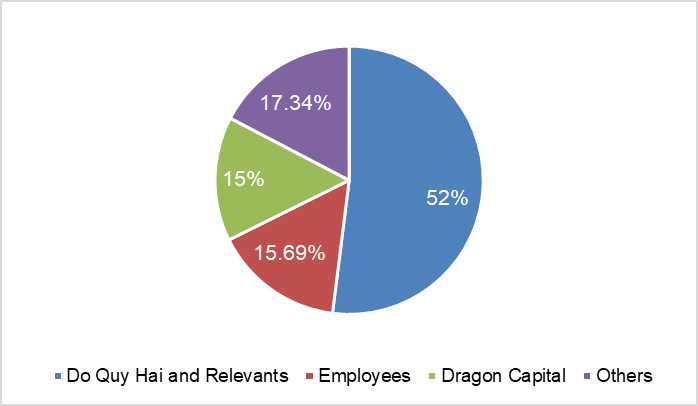 17.34%
52%
15%
15.69%
Do Quy Hai and Relevants Employees Dragon Capital Others